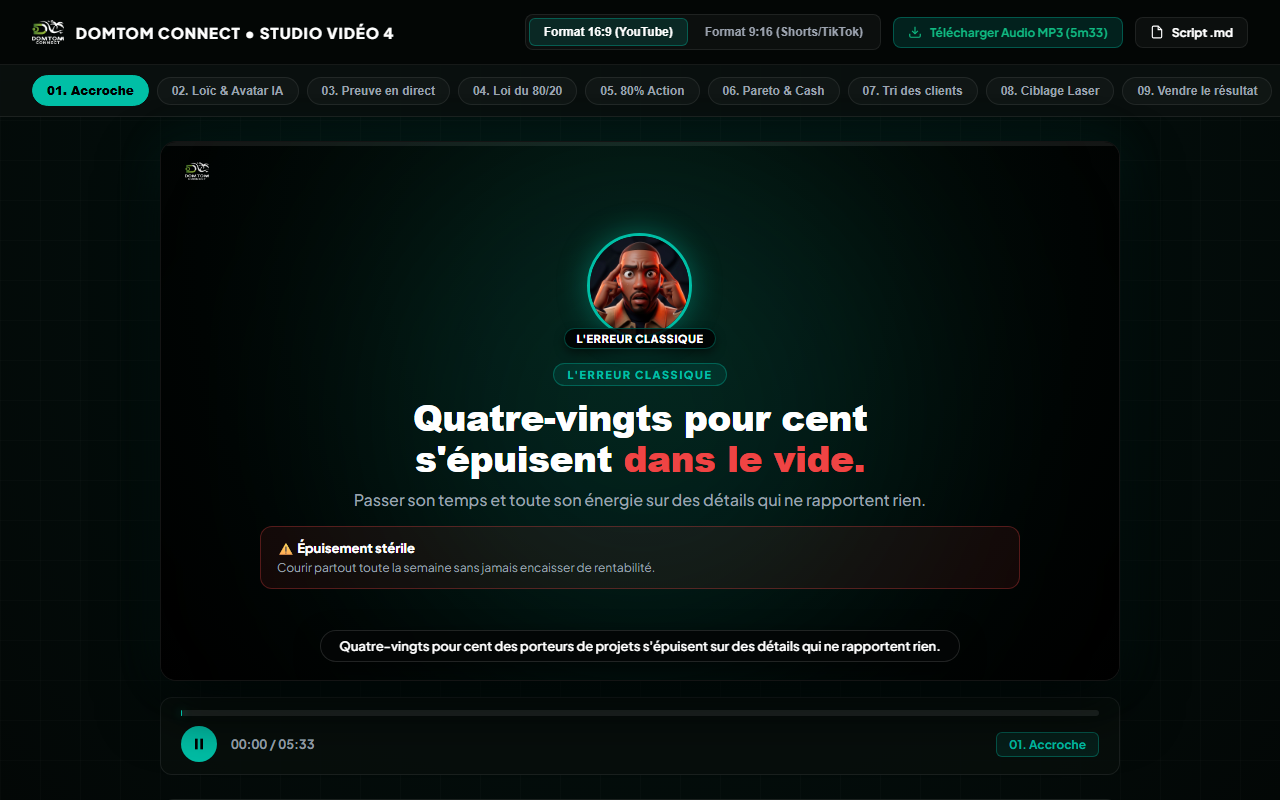 DOMTOM
CONNECT
DOMTOM CONNECT ● STUDIO VIDÉO 4
Format 16:9 (YouTube)
Format 9:16 (Shorts/TikTok)
Télécharger Audio MP3 (5m33)
Script .md
01. Accroche
02. Loïc & Avatar IA
03. Preuve en direct
04. Loi du 80/20
05. 80% Action
06. Pareto & Cash
07. Tri des clients
08. Ciblage Laser
09. Vendre le résultat
DOMTOM
L'ERREUR CLASSIQUE
L'ERREUR CLASSIQUE
Quatre-vingts pour cent
s'épuisent dans le vide.
Passer son temps et toute son énergie sur des détails qui ne rapportent rien.
⚠️ Épuisement stérile
Courir partout toute la semaine sans jamais encaisser de rentabilité.
Quatre-vingts pour cent des porteurs de projets s'épuisent sur des détails qui ne rapportent rien.
00:00 / 05:33
01. Accroche